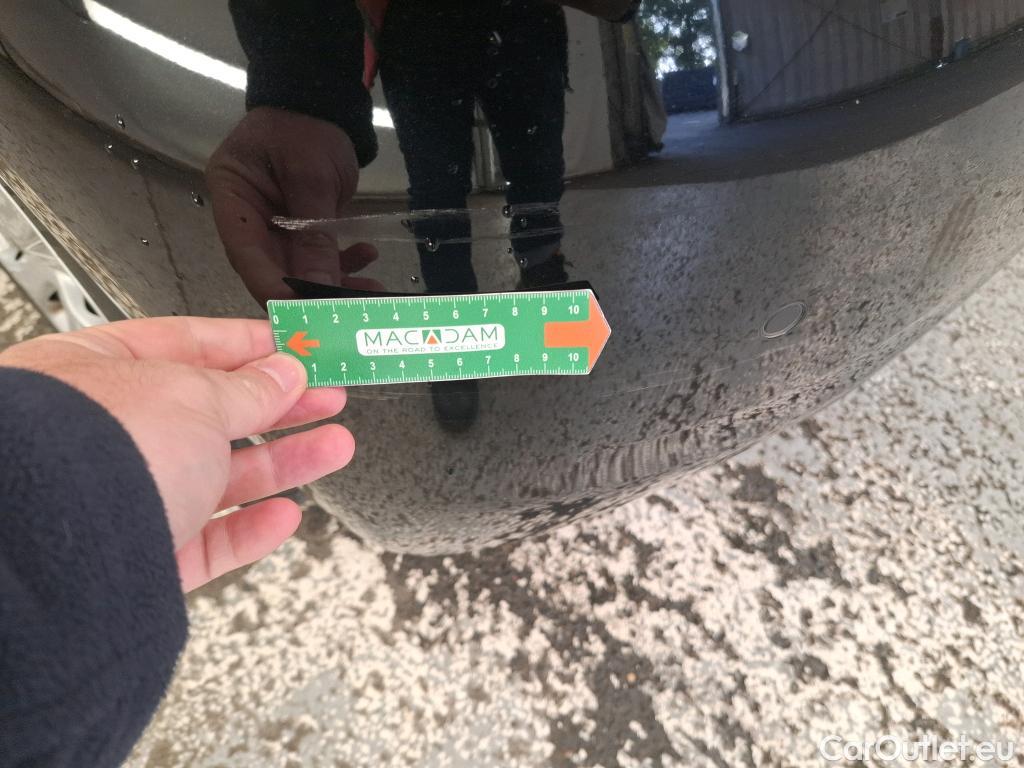 0 1 2 3 4 5 6 7 8 9 10
MACADAM
ON THE ROAD TO EXCELLENCE
1 2 3 4 5 6 7 8 9 10
CarOutlet.eu